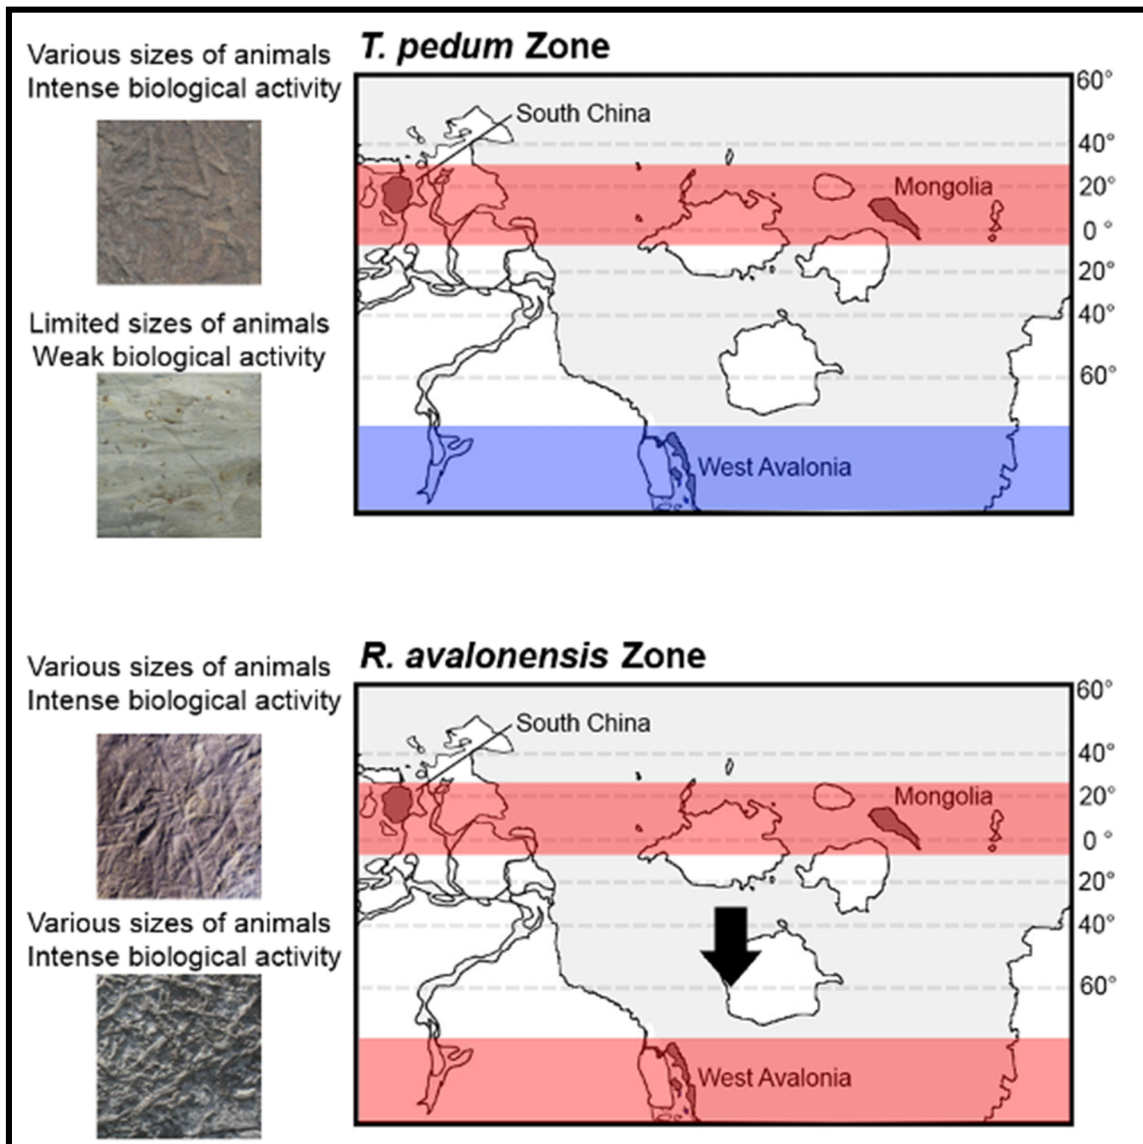 T. pedum Zone
Various sizes of animals
Intense biological activity
Limited sizes of animals
Weak biological activity
South China
Mongolia
West Avalonia
60°
40°
20°
0 °
20°
40°
60°
R. avalonensis Zone
Various sizes of animals
Intense biological activity
Various sizes of animals
Intense biological activity
South China
Mongolia
West Avalonia
60°
40°
20°
0 °
20°
40°
60°